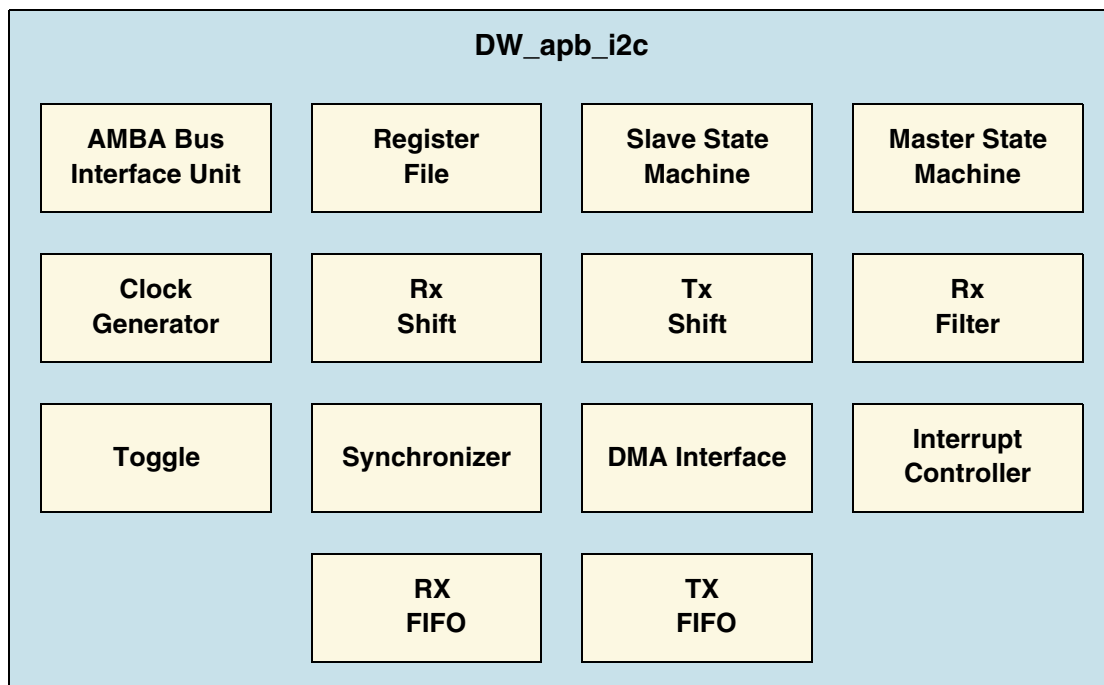 DW_apb_i2c
AMBA Bus
Interface Unit
Register
File
Slave State
Machine
Master State
Machine
Clock
Generator
Rx
Shift
Tx
Shift
Rx
Filter
Toggle
Synchronizer
DMA Interface
Interrupt
Controller
RX
FIFO
TX
FIFO